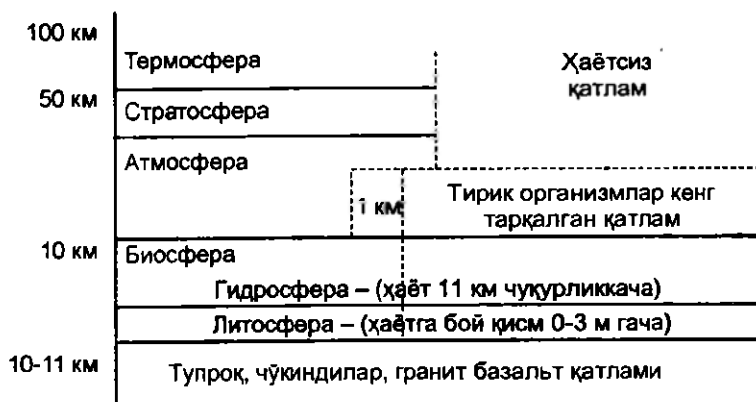 100 км
Термосфера
Ҳаётсиз
қатлам
50 км
Стратосфера
Атмосфера
1 км
Тирик организмлар кенг
тарқалган қатлам
10 км
Биосфера
Гидросфера – (ҳаёт 11 км чуқурликкача)
Литосфера – (ҳаётга бой қисм 0-3 м гача)
10-11 км
Тупроқ, чўкиндилар, гранит базальт қатлами